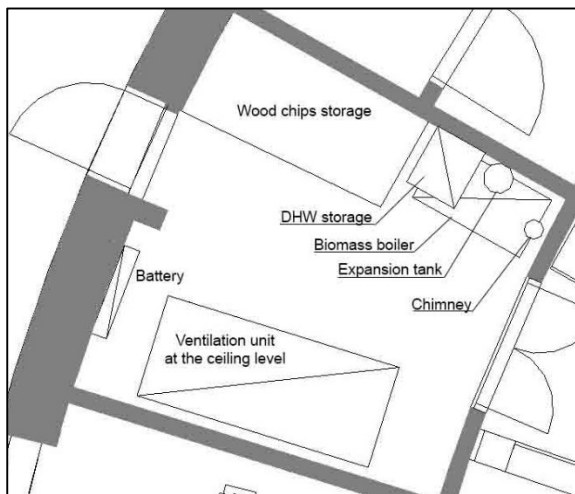 Wood chips storage
DHW storage
Biomass boiler
Expansion tank
Chimney
Battery
Ventilation unit
at the ceiling level